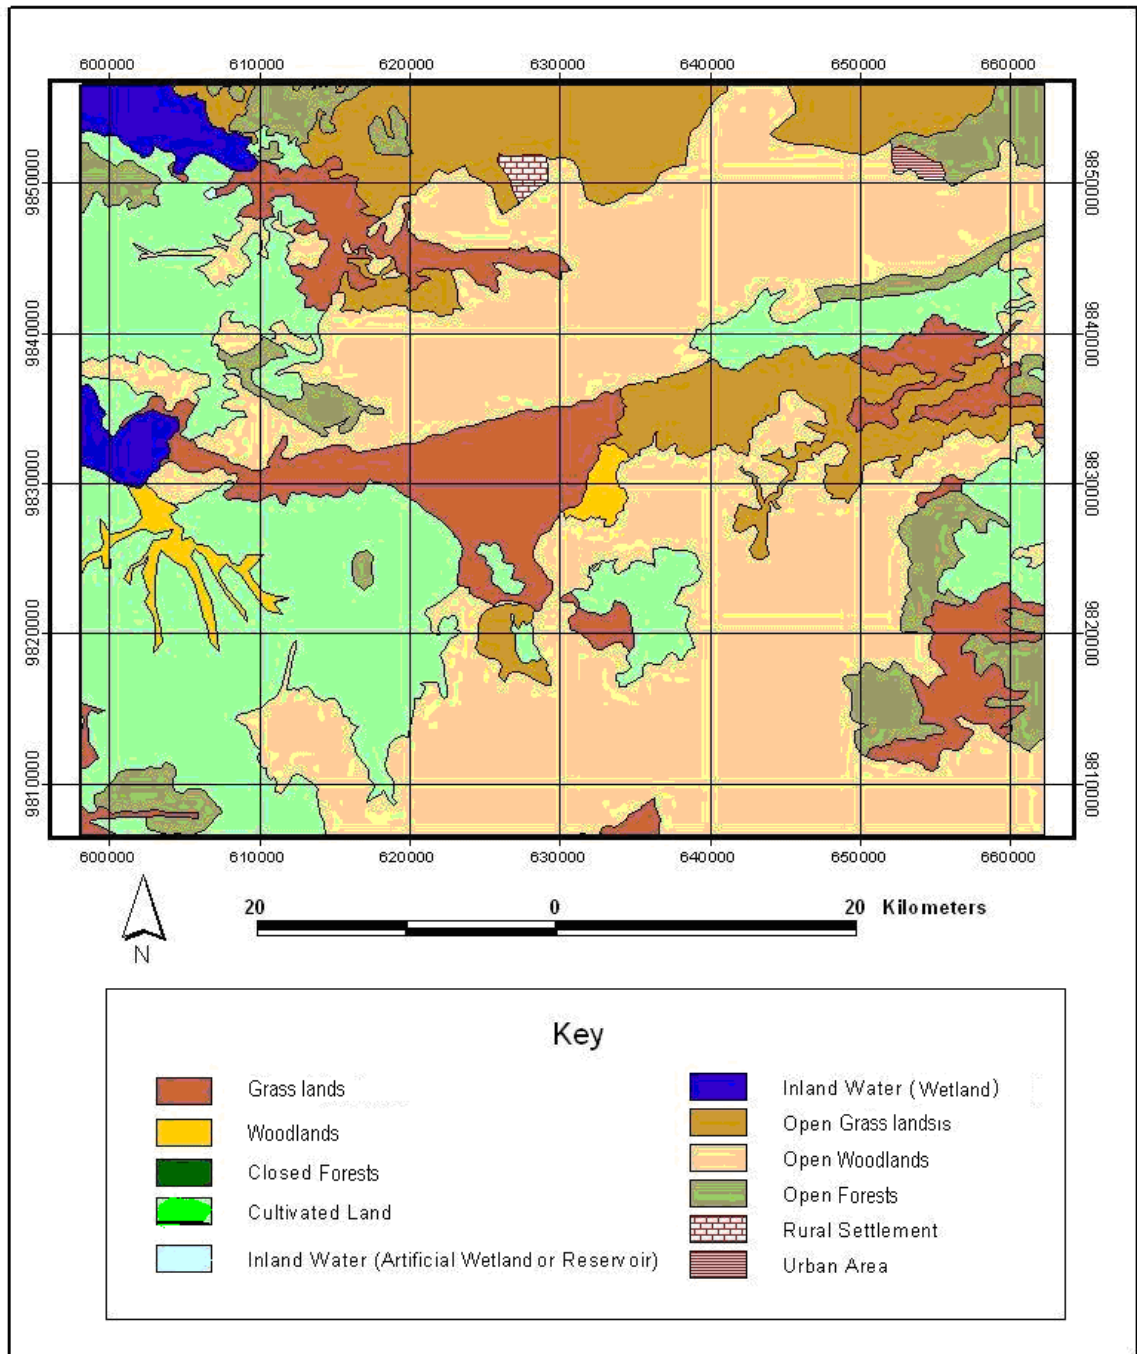 600000 610000 620000 630000 640000 650000 660000
9850000 9850000
9840000 9840000
9830000 9830000
9820000 9820000
9810000 9810000
600000 610000 620000 630000 640000 650000 660000
20 0 20 Kilometers
N
Key
Grass lands
Woodlands
Closed Forests
Cultivated Land
Inland Water (Artificial Wetland or Reservoir)
Inland Water (Wetland)
Open Grass landsıs
Open Woodlands
Open Forests
Rural Settlement
Urban Area